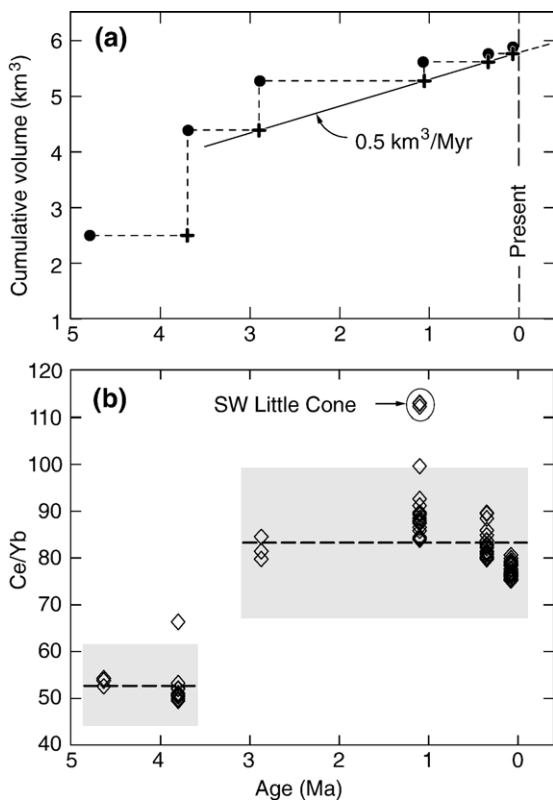 (a)
Cumulative volume (km³)
6
5
4
3
2
1
0.5 km³/Myr
Present
5 4 3 2 1 0
(b)
Ce/Yb
120
110
100
90
80
70
60
50
40
SW Little Cone
5 4 3 2 1 0
Age (Ma)